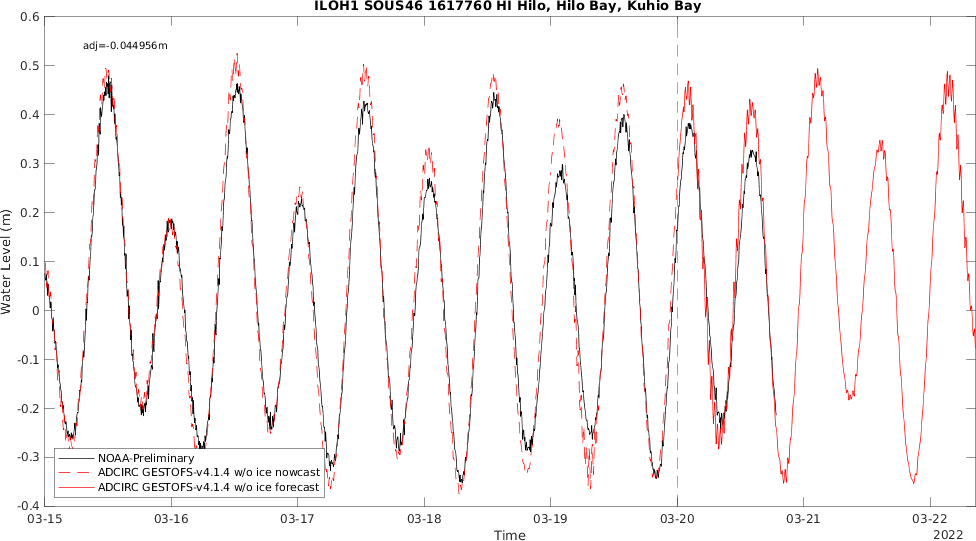 ILOH1 SOUS46 1617760 HI Hilo, Hilo Bay, Kuhio Bay
adj=-0.044956m
0.6
0.5
0.4
0.3
0.2
0.1
0
-0.1
-0.2
-0.3
-0.4
Water Level (m)
NOAA-Preliminary
ADCIRC GESTOFS-v4.1.4 w/o ice nowcast
ADCIRC GESTOFS-v4.1.4 w/o ice forecast
03-15 03-16 03-17 03-18 03-19 03-20 03-21 03-22
Time
2022